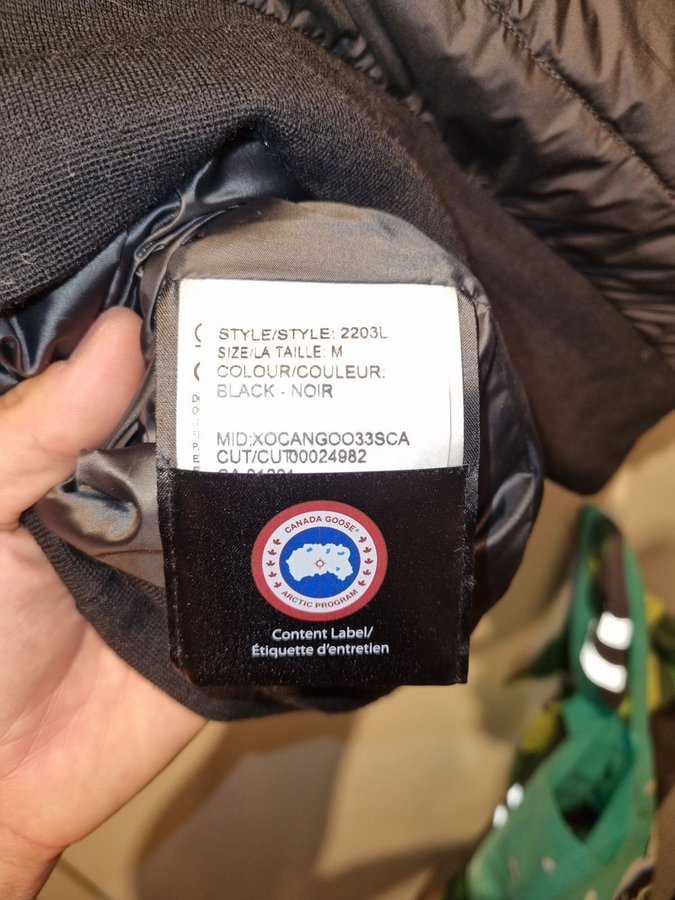 STYLE/STYLE: 2203L
SIZE/LA TAILLE: M
COLOUR/COULEUR:
BLACK - NOIR
MID:XOCANGOO33SCA
CUT/CUT00024982
CANADA GOOSE®
ARCTIC PROGRAM
Content Label/
Étiquette d'entretien